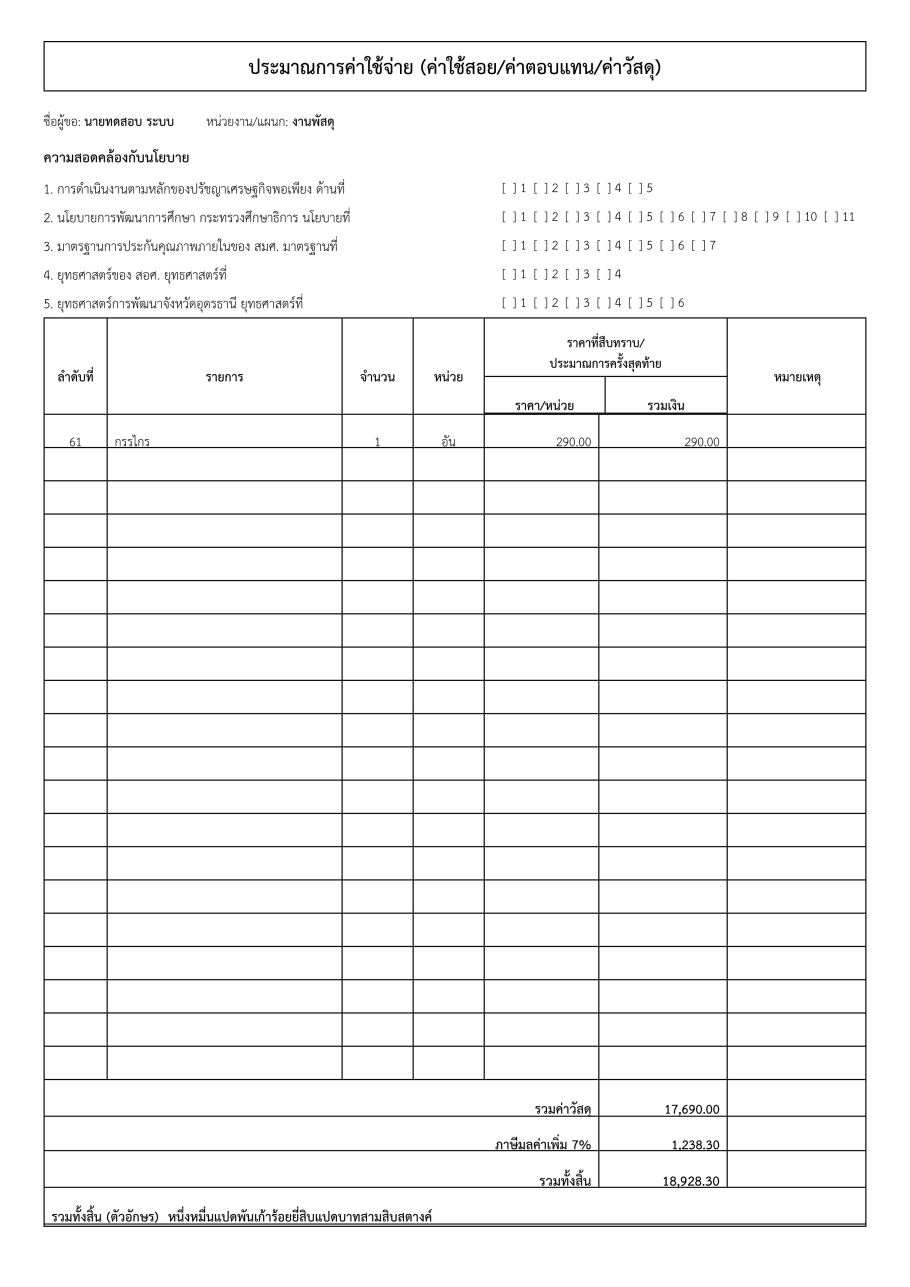 ประมาณการค่าใช้จ่าย (ค่าใช้สอย/ค่าตอบแทน/ค่าวัสดุ)
ชื่อผู้ขอ: นายทดสอบ ระบบ หน่วยงาน/แผนก: งานพัสดุ
ความสอดคล้องกับนโยบาย
1. การดำเนินงานตามหลักของปรัชญาเศรษฐกิจพอเพียง ด้านที่ [ ] 1 [ ] 2 [ ] 3 [ ] 4 [ ] 5
2. นโยบายการพัฒนาการศึกษา กระทรวงศึกษาธิการ นโยบายที่ [ ] 1 [ ] 2 [ ] 3 [ ] 4 [ ] 5 [ ] 6 [ ] 7 [ ] 8 [ ] 9 [ ] 10 [ ] 11
3. มาตรฐานการประกันคุณภาพภายในของ สมศ. มาตรฐานที่ [ ] 1 [ ] 2 [ ] 3 [ ] 4 [ ] 5 [ ] 6 [ ] 7
4. ยุทธศาสตร์ของ สอศ. ยุทธศาสตร์ที่ [ ] 1 [ ] 2 [ ] 3 [ ] 4
5. ยุทธศาสตร์การพัฒนาจังหวัดอุดรธานี ยุทธศาสตร์ที่ [ ] 1 [ ] 2 [ ] 3 [ ] 4 [ ] 5 [ ] 6
ราคาที่สืบทราบ/
ประมาณการครั้งสุดท้าย
ลำดับที่ รายการ จำนวน หน่วย หมายเหตุ
ราคา/หน่วย รวมเงิน
61 กรรไกร 1 อัน 290.00 290.00
รวมค่าวัสดุ 17,690.00
ภาษีมูลค่าเพิ่ม 7% 1,238.30
รวมทั้งสิ้น 18,928.30
รวมทั้งสิ้น (ตัวอักษร) หนึ่งหมื่นแปดพันเก้าร้อยยี่สิบแปดบาทสามสิบสตางค์